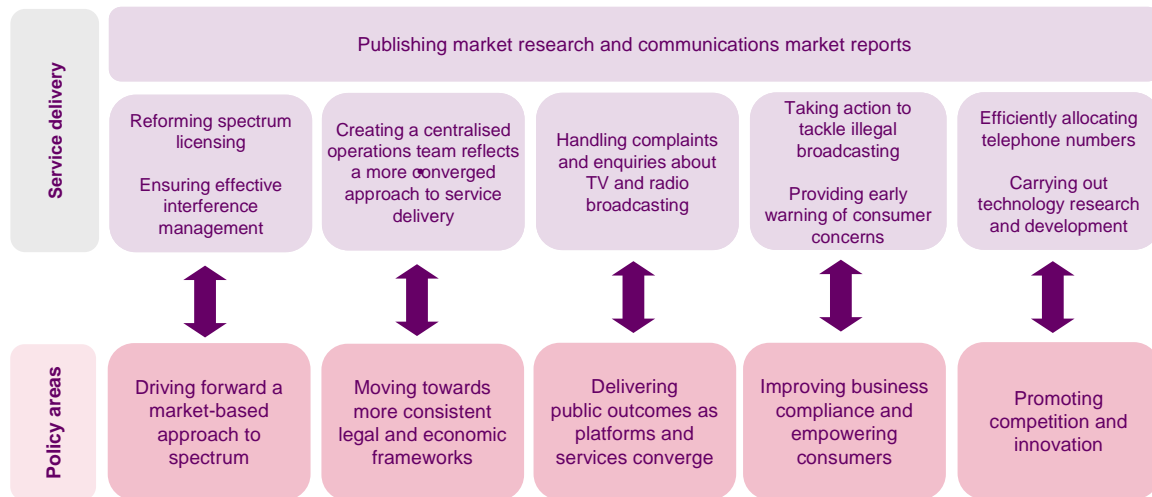 Service delivery
Publishing market research and communications market reports
Reforming spectrum
licensing
Ensuring effective
interference
management
Creating a centralised
operations team reflects
a more converged
approach to service
delivery
Handling complaints
and enquiries about
TV and radio
broadcasting
Taking action to
tackle illegal
broadcasting
Providing early
warning of consumer
concerns
Efficiently allocating
telephone numbers
Carrying out
technology research
and development
Policy areas
Driving forward a
market-based
approach to
spectrum
Moving towards
more consistent
legal and economic
frameworks
Delivering
public outcomes as
platforms and
services converge
Improving business
compliance and
empowering
consumers
Promoting
competition and
innovation